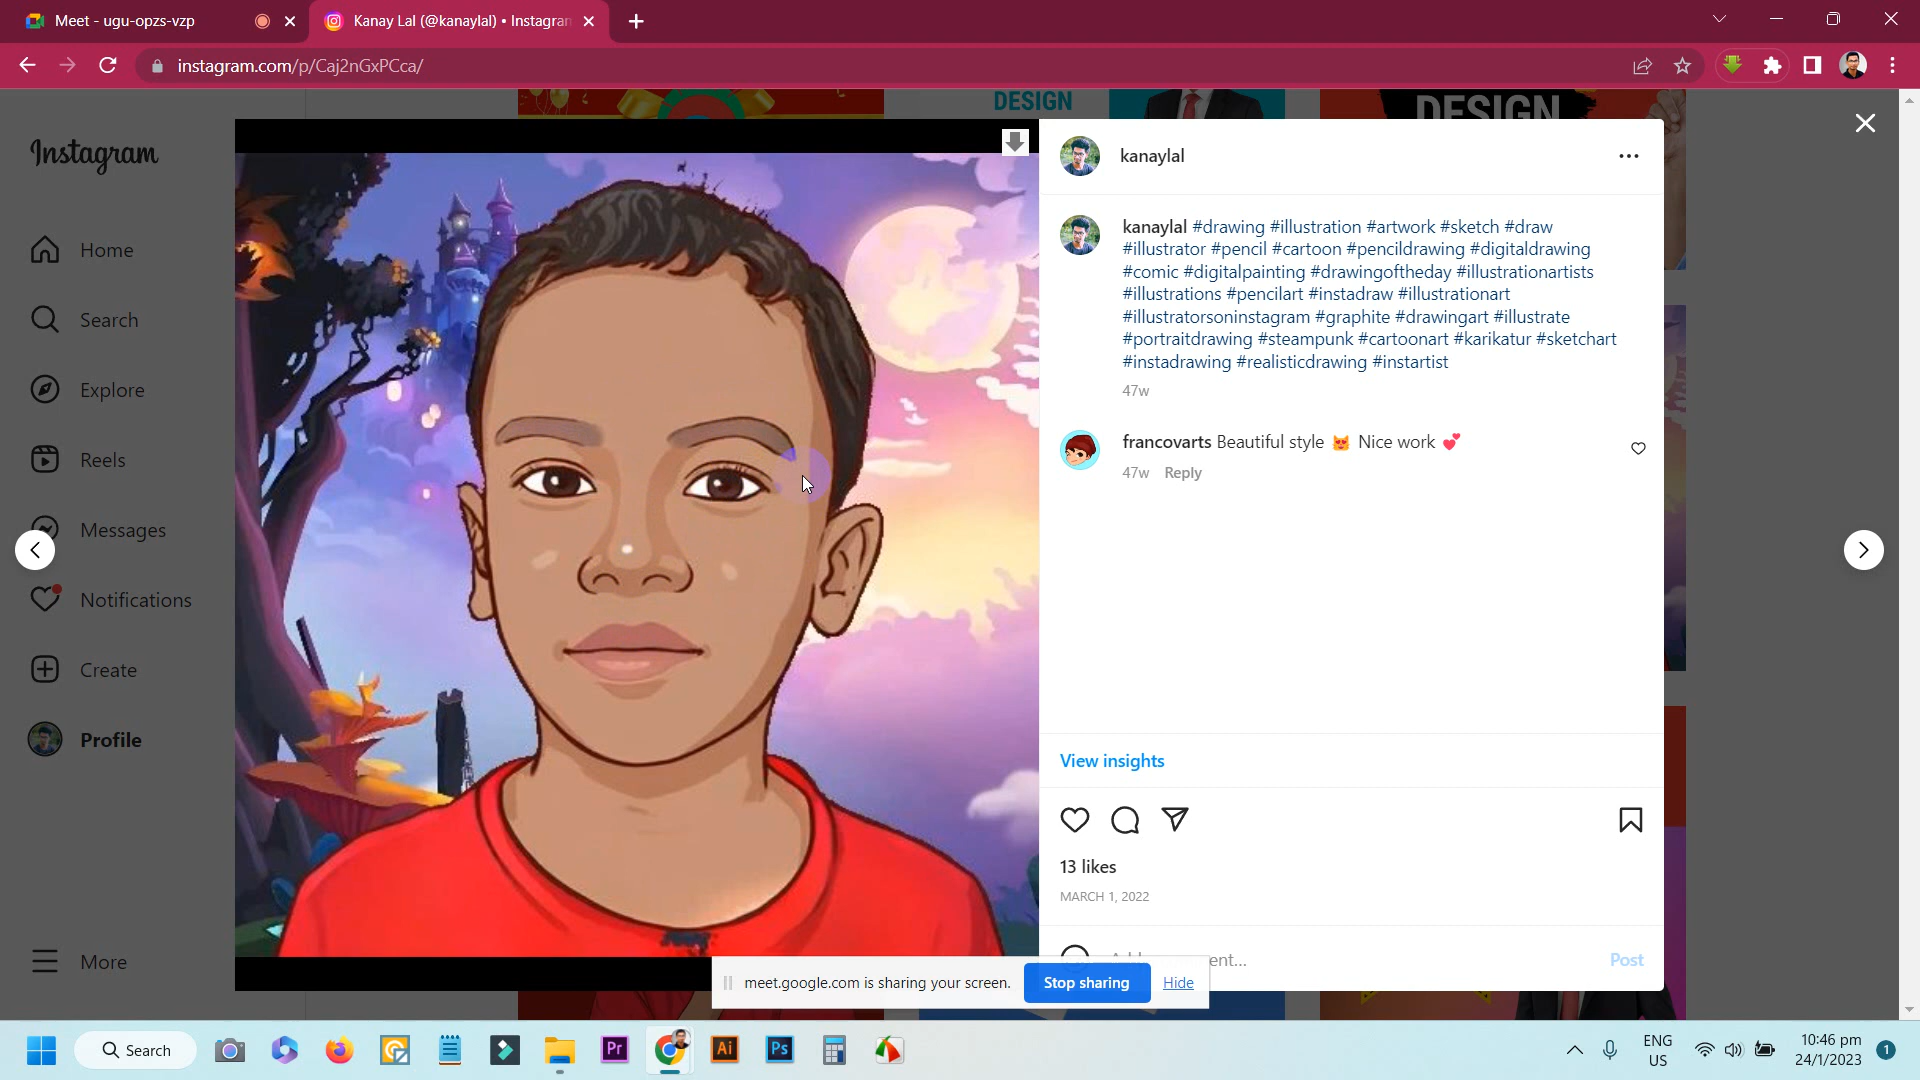 Meet - ugu-opzs-vzp
Kanay Lal (@kanaylal) • Instagram
instagram.com/p/Caj2nGxPCca/
DESIGN
DESIGN
Instagram
Home
Search
Explore
Reels
Messages
Notifications
Create
Profile
More
kanaylal
kanaylal #drawing #illustration #artwork #sketch #draw
#illustrator #pencil #cartoon #pencildrawing #digitaldrawing
#comic #digitalpainting #drawingoftheday #illustrationartists
#illustrations #pencilart #instadraw #illustrationart
#illustratorsoninstagram #graphite #drawingart #illustrate
#portraitdrawing #steampunk #cartoonart #karikatur #sketchart
#instadrawing #realisticdrawing #instartist
47w
francovarts Beautiful style 😻 Nice work 💕
47w Reply
View insights
13 likes
MARCH 1, 2022
Post
meet.google.com is sharing your screen.
Stop sharing
Hide
Search
Pr
Ai
Ps
ENG
US
10:46 pm
24/1/2023
1